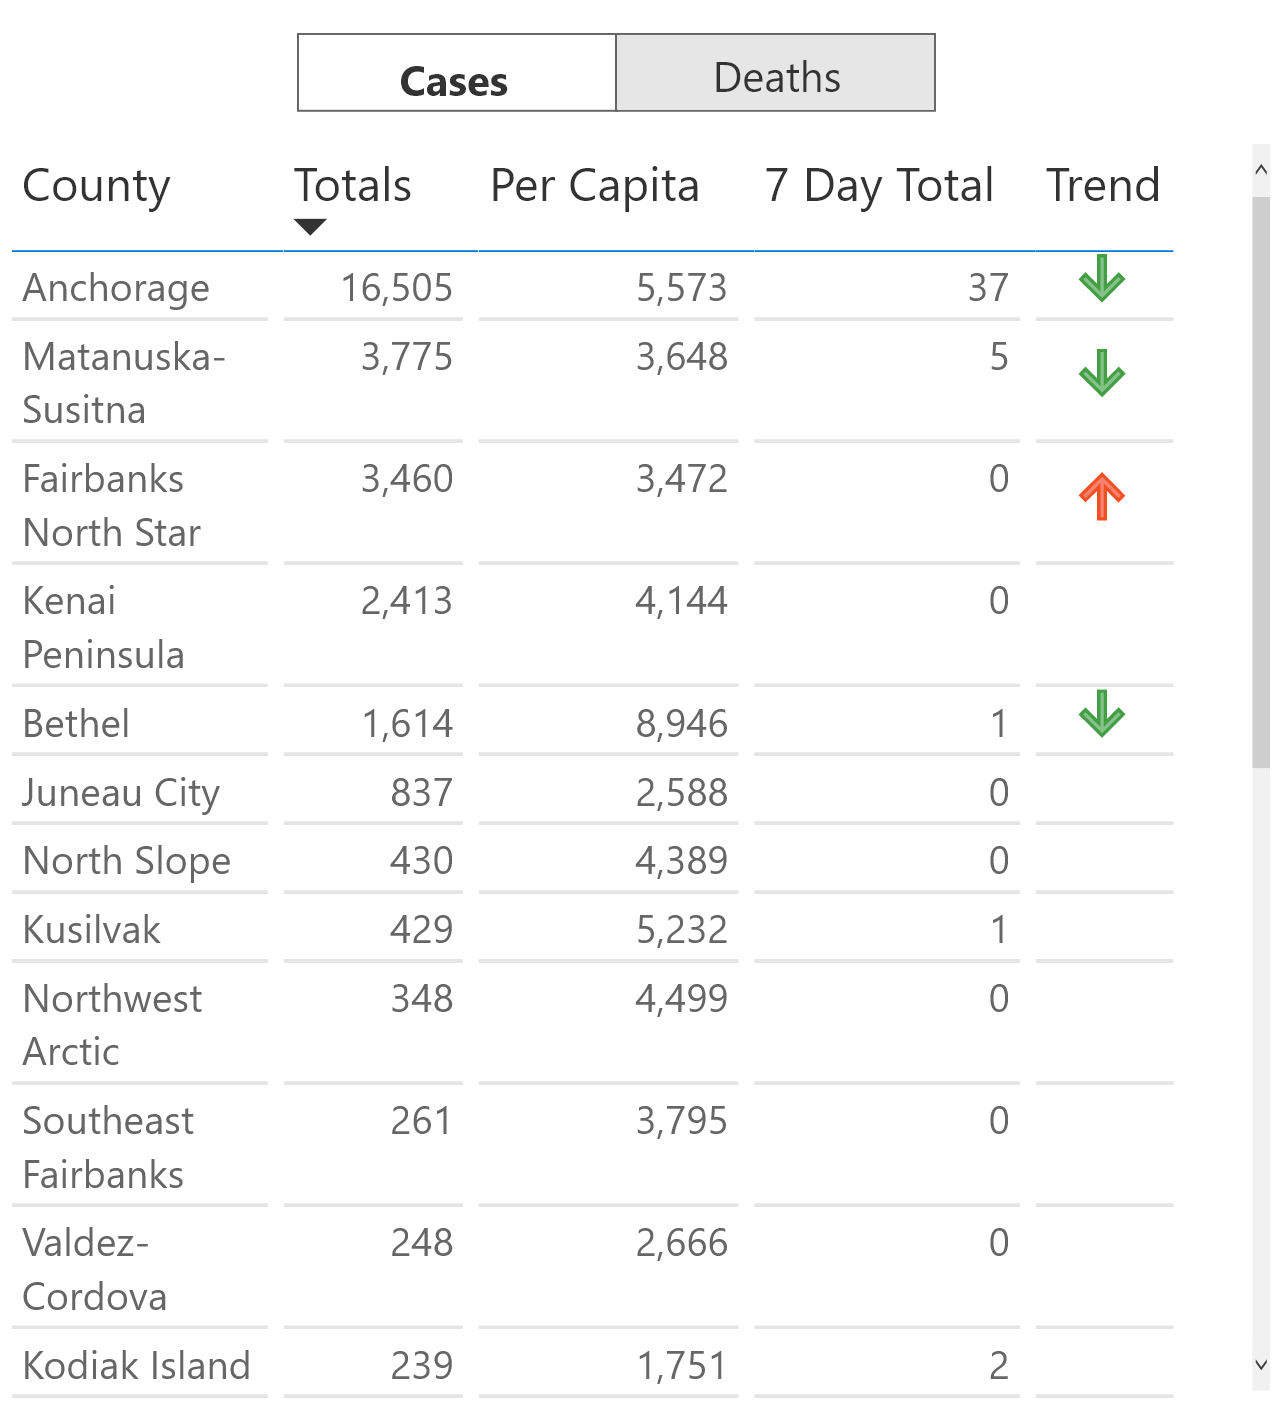 Cases Deaths
County Totals Per Capita 7 Day Total Trend
Anchorage 16,505 5,573 37
Matanuska- 3,775 3,648 5
Susitna
Fairbanks 3,460 3,472 0
North Star
Kenai 2,413 4,144 0
Peninsula
Bethel 1,614 8,946 1
Juneau City 837 2,588 0
North Slope 430 4,389 0
Kusilvak 429 5,232 1
Northwest 348 4,499 0
Arctic
Southeast 261 3,795 0
Fairbanks
Valdez- 248 2,666 0
Cordova
Kodiak Island 239 1,751 2